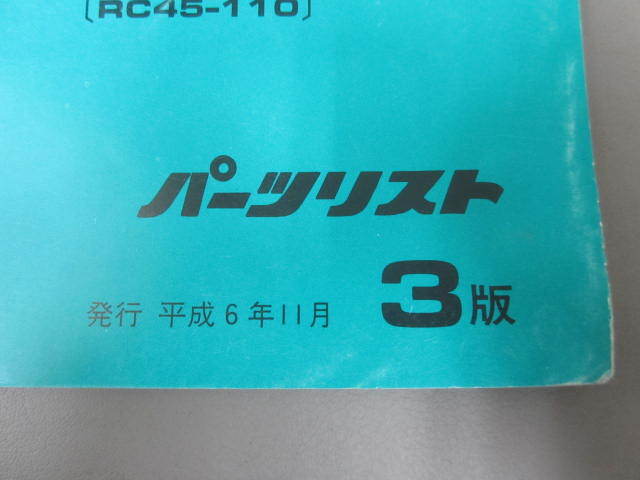 [RC45-110]
パーツリスト
発行 平成6年11月 3版